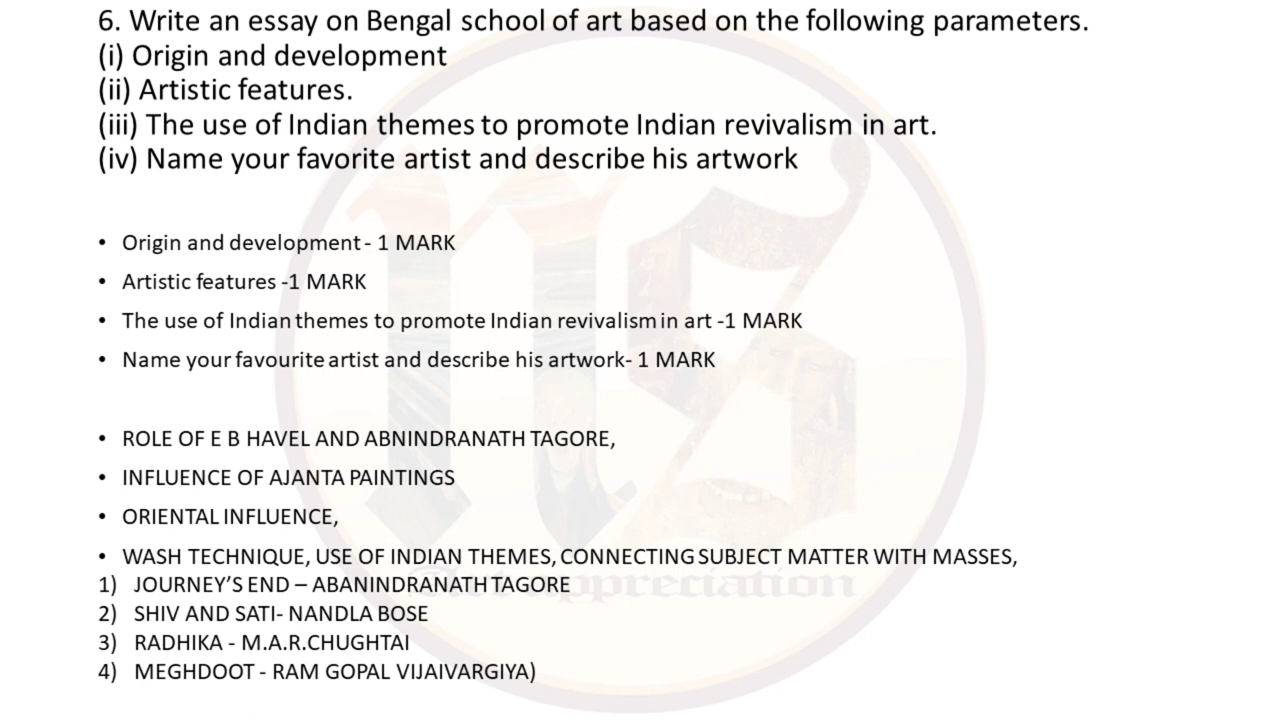 6. Write an essay on Bengal school of art based on the following parameters.
(i) Origin and development
(ii) Artistic features.
(iii) The use of Indian themes to promote Indian revivalism in art.
(iv) Name your favorite artist and describe his artwork
• Origin and development - 1 MARK
• Artistic features -1 MARK
• The use of Indian themes to promote Indian revivalism in art -1 MARK
• Name your favourite artist and describe his artwork- 1 MARK
• ROLE OF E B HAVEL AND ABNINDRANATH TAGORE,
• INFLUENCE OF AJANTA PAINTINGS
• ORIENTAL INFLUENCE,
• WASH TECHNIQUE, USE OF INDIAN THEMES, CONNECTING SUBJECT MATTER WITH MASSES,
1) JOURNEY’S END – ABANINDRANATH TAGORE
2) SHIV AND SATI- NANDLA BOSE
3) RADHIKA - M.A.R.CHUGHTAI
4) MEGHDOOT - RAM GOPAL VIJAIVARGIYA)
nS
Art appreciation